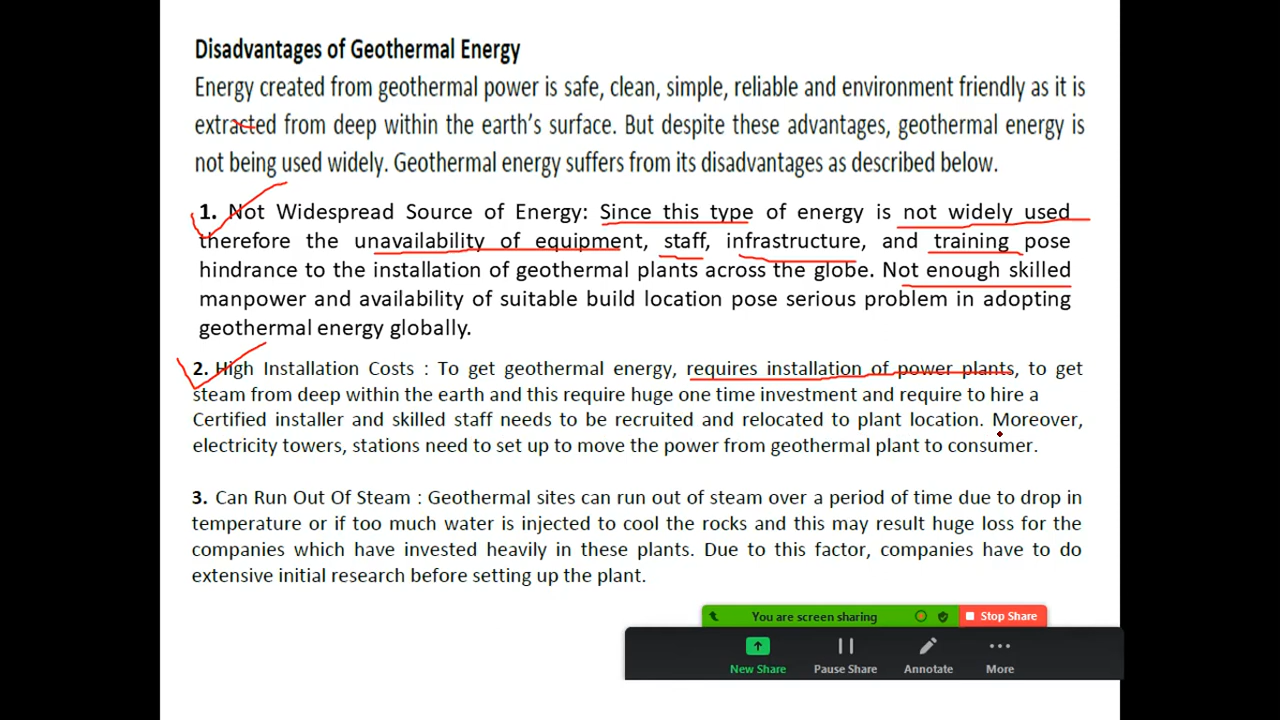 Disadvantages of Geothermal Energy
Energy created from geothermal power is safe, clean, simple, reliable and environment friendly as it is
extracted from deep within the earth's surface. But despite these advantages, geothermal energy is
not being used widely. Geothermal energy suffers from its disadvantages as described below.
1. Not Widespread Source of Energy: Since this type of energy is not widely used
therefore the unavailability of equipment, staff, infrastructure, and training pose
hindrance to the installation of geothermal plants across the globe. Not enough skilled
manpower and availability of suitable build location pose serious problem in adopting
geothermal energy globally.
2. High Installation Costs : To get geothermal energy, requires installation of power plants, to get
steam from deep within the earth and this require huge one time investment and require to hire a
Certified installer and skilled staff needs to be recruited and relocated to plant location. Moreover,
electricity towers, stations need to set up to move the power from geothermal plant to consumer.
3. Can Run Out Of Steam : Geothermal sites can run out of steam over a period of time due to drop in
temperature or if too much water is injected to cool the rocks and this may result huge loss for the
companies which have invested heavily in these plants. Due to this factor, companies have to do
extensive initial research before setting up the plant.
You are screen sharing
Stop Share
New Share
Pause Share
Annotate
More